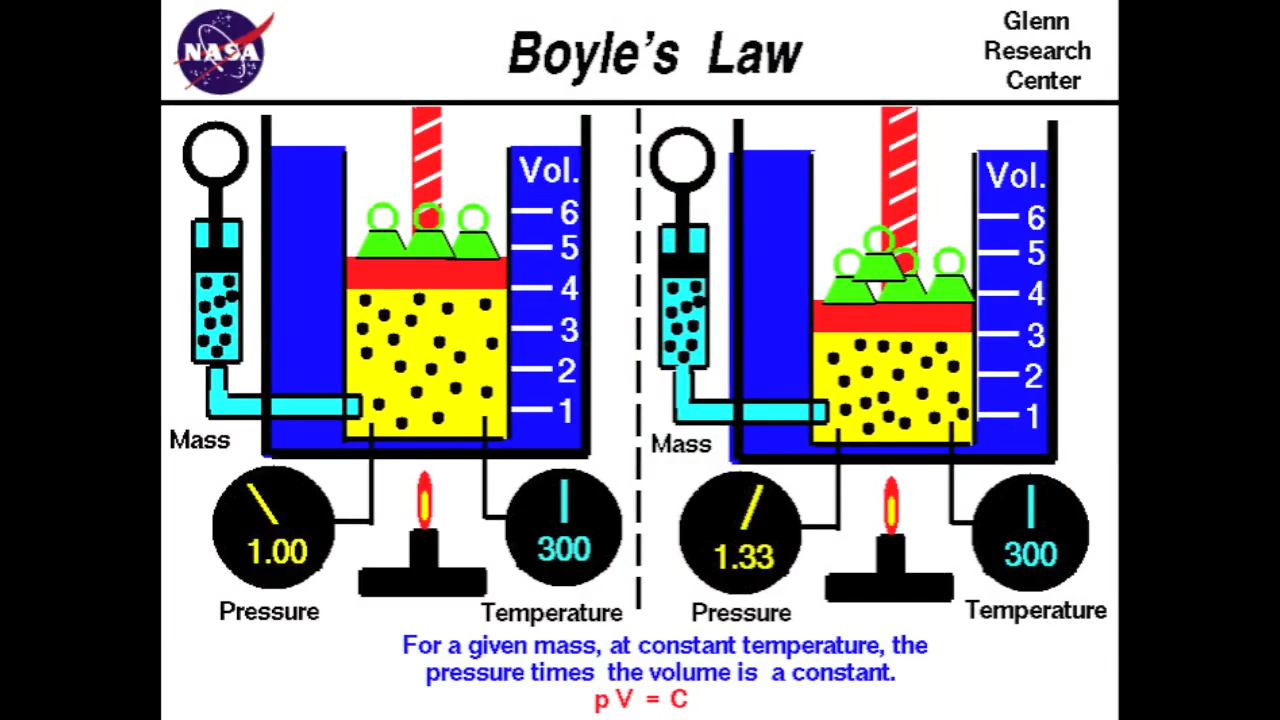 NASA
Boyle's Law
Glenn
Research
Center
Vol.
6
5
4
3
2
1
Mass
1.00
Pressure
300
Temperature
Vol.
6
5
4
3
2
1
Mass
1.33
Pressure
300
Temperature
For a given mass, at constant temperature, the
pressure times the volume is a constant.
p V = C